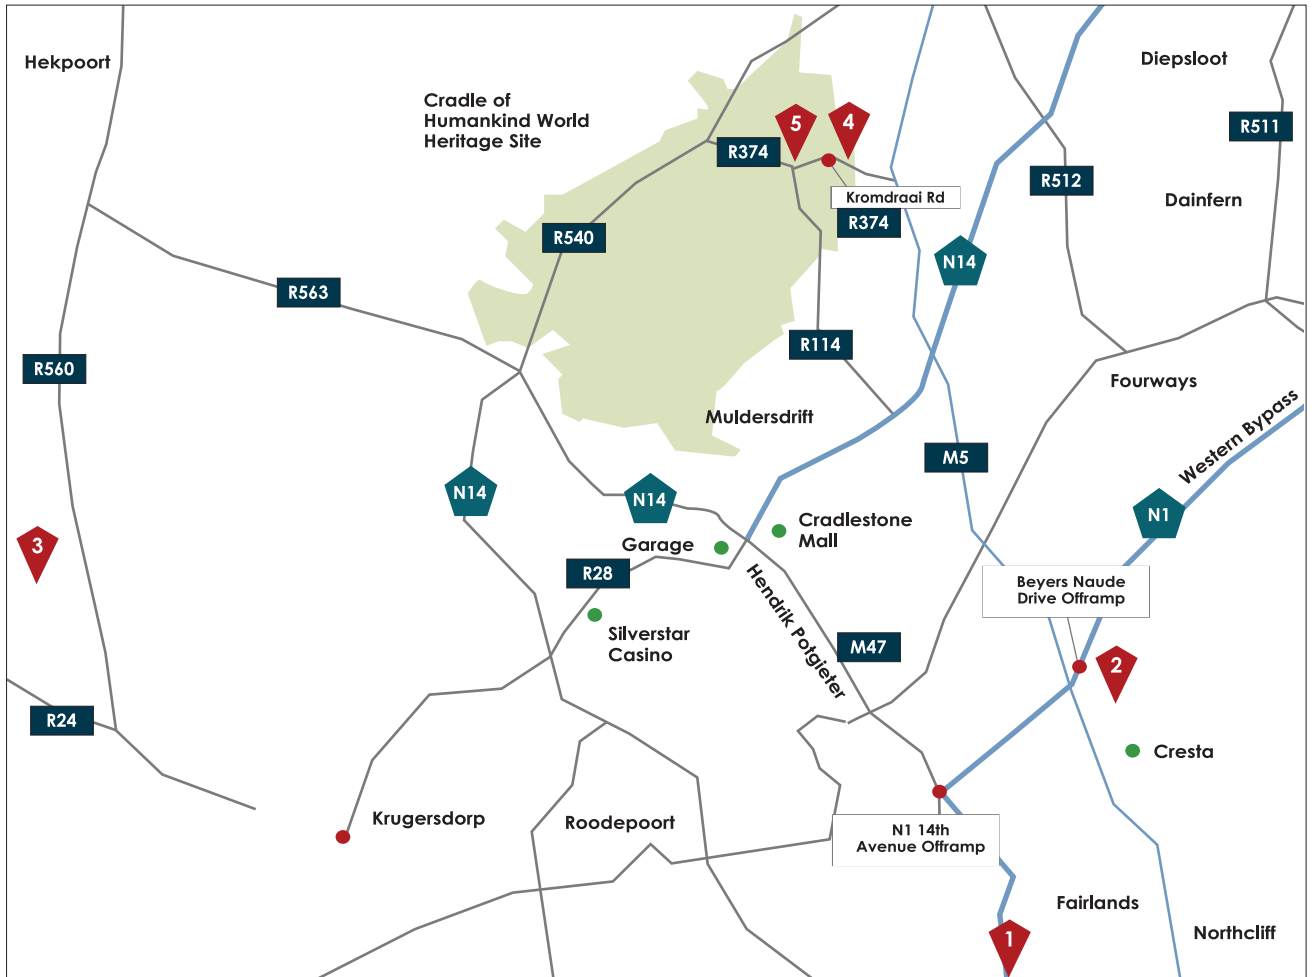 Hekpoort
Diepsloot
Cradle of
Humankind World
Heritage Site
5
4
R511
R374
R512
Kromdraai Rd
Dainfern
R374
R540
N14
R563
R114
R560
Fourways
Muldersdrift
Western Bypass
M5
N14
N14
N1
Cradlestone
Mall
Garage
3
R28
Hendrik Potgieter
Beyers Naude
Drive Offramp
Silverstar
Casino
M47
2
R24
Cresta
Krugersdorp
Roodepoort
N1 14th
Avenue Offramp
Fairlands
Northcliff
1